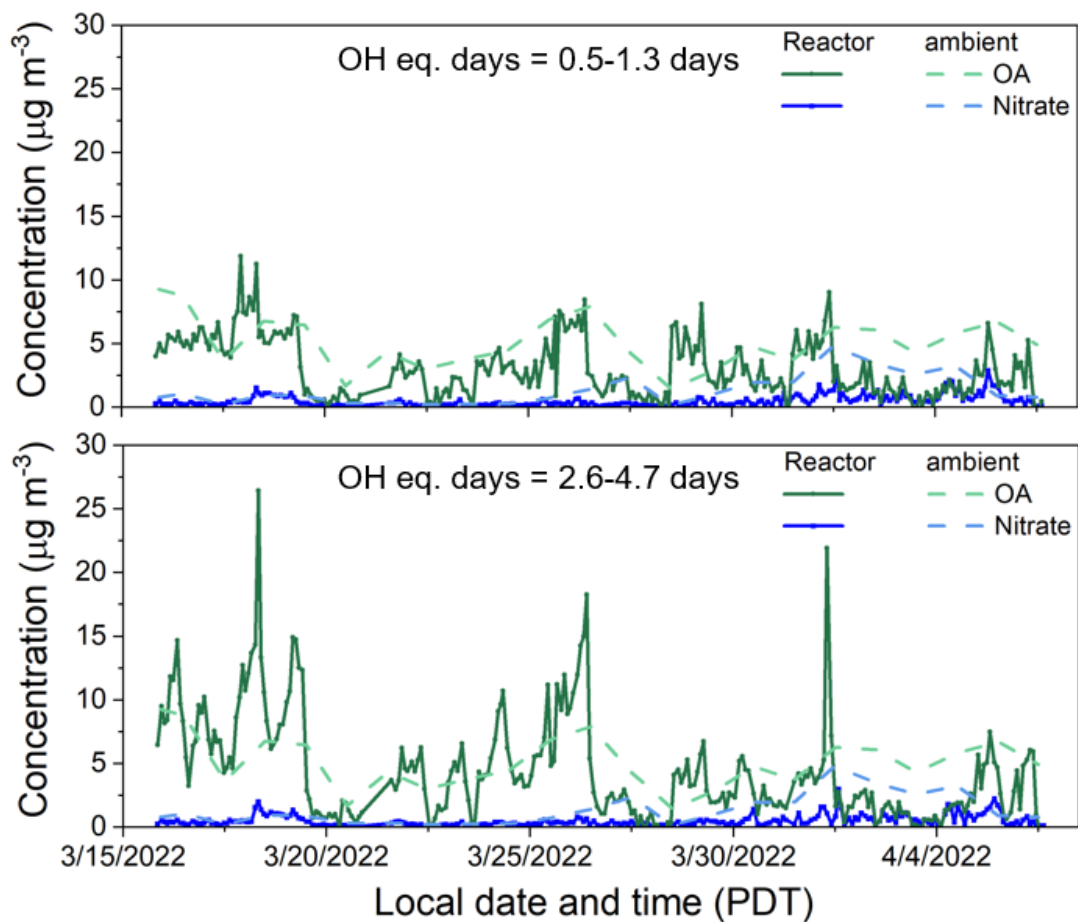 30
25
20
15
10
5
0
Concentration (μg m⁻³)
OH eq. days = 0.5-1.3 days
Reactor ambient
OA
Nitrate
30
25
20
15
10
5
0
Concentration (μg m⁻³)
OH eq. days = 2.6-4.7 days
Reactor ambient
OA
Nitrate
3/15/2022 3/20/2022 3/25/2022 3/30/2022 4/4/2022
Local date and time (PDT)